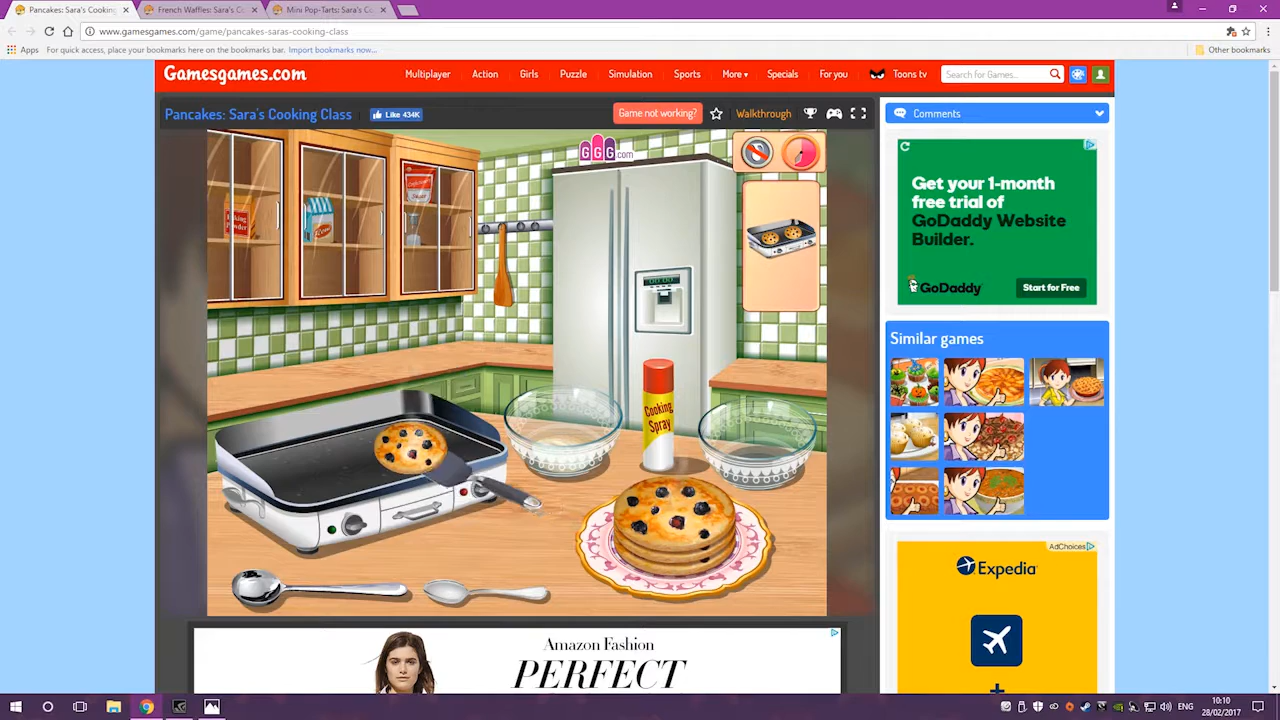 Pancakes: Sara's Cooking
French Waffles: Sara's C
Mini Pop-Tarts: Sara's C
www.gamesgames.com/game/pancakes-saras-cooking-class
Apps
For quick access, place your bookmarks here on the bookmarks bar. Import bookmarks now...
Other bookmarks
Gamesgames.com
Multiplayer
Action
Girls
Puzzle
Simulation
Sports
More
Specials
For you
Toons tv
Search for Games...
Pancakes: Sara's Cooking Class
Like 434K
Game not working?
Walkthrough
Comments
GGG.com
Get your 1-month
free trial of
GoDaddy Website
Builder.
GoDaddy
Start for Free
Similar games
Cooking
Spray
AdChoices
Expedia
Amazon Fashion
PERFECT
ENG
10:10
28/02/2017